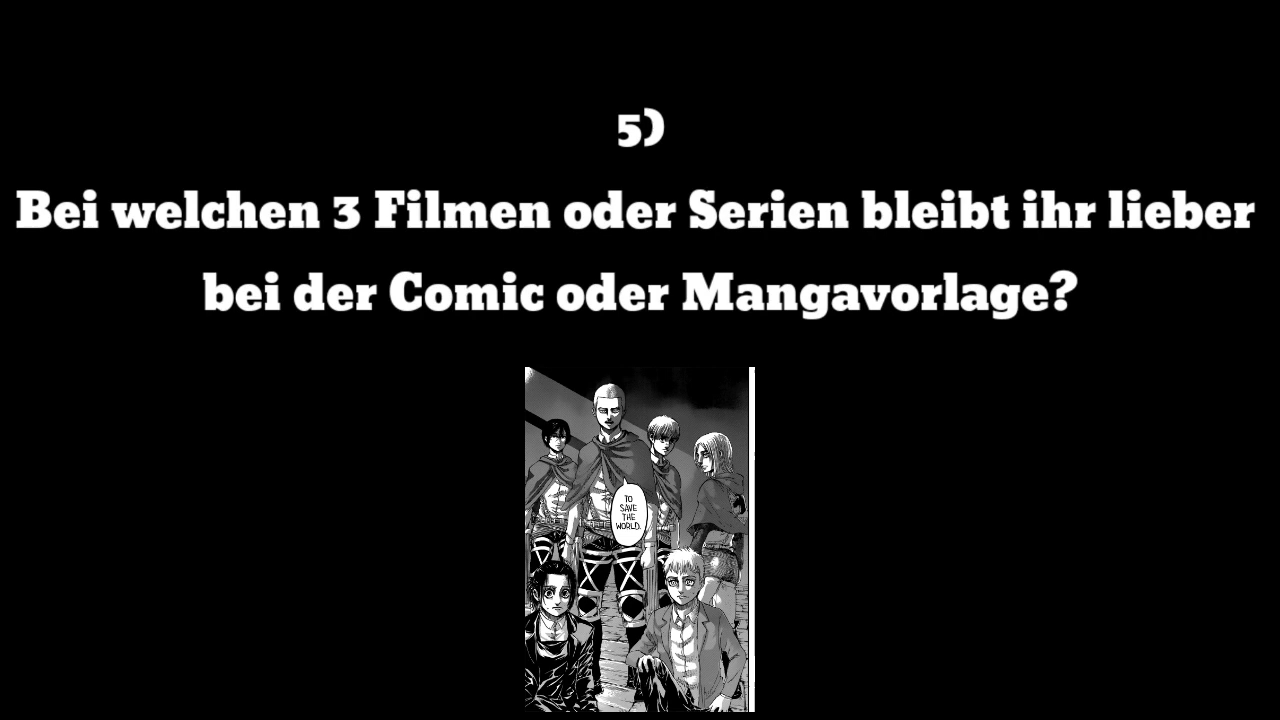 5)
Bei welchen 3 Filmen oder Serien bleibt ihr lieber
bei der Comic oder Mangavorlage?
TO
SAVE
THE
WORLD.